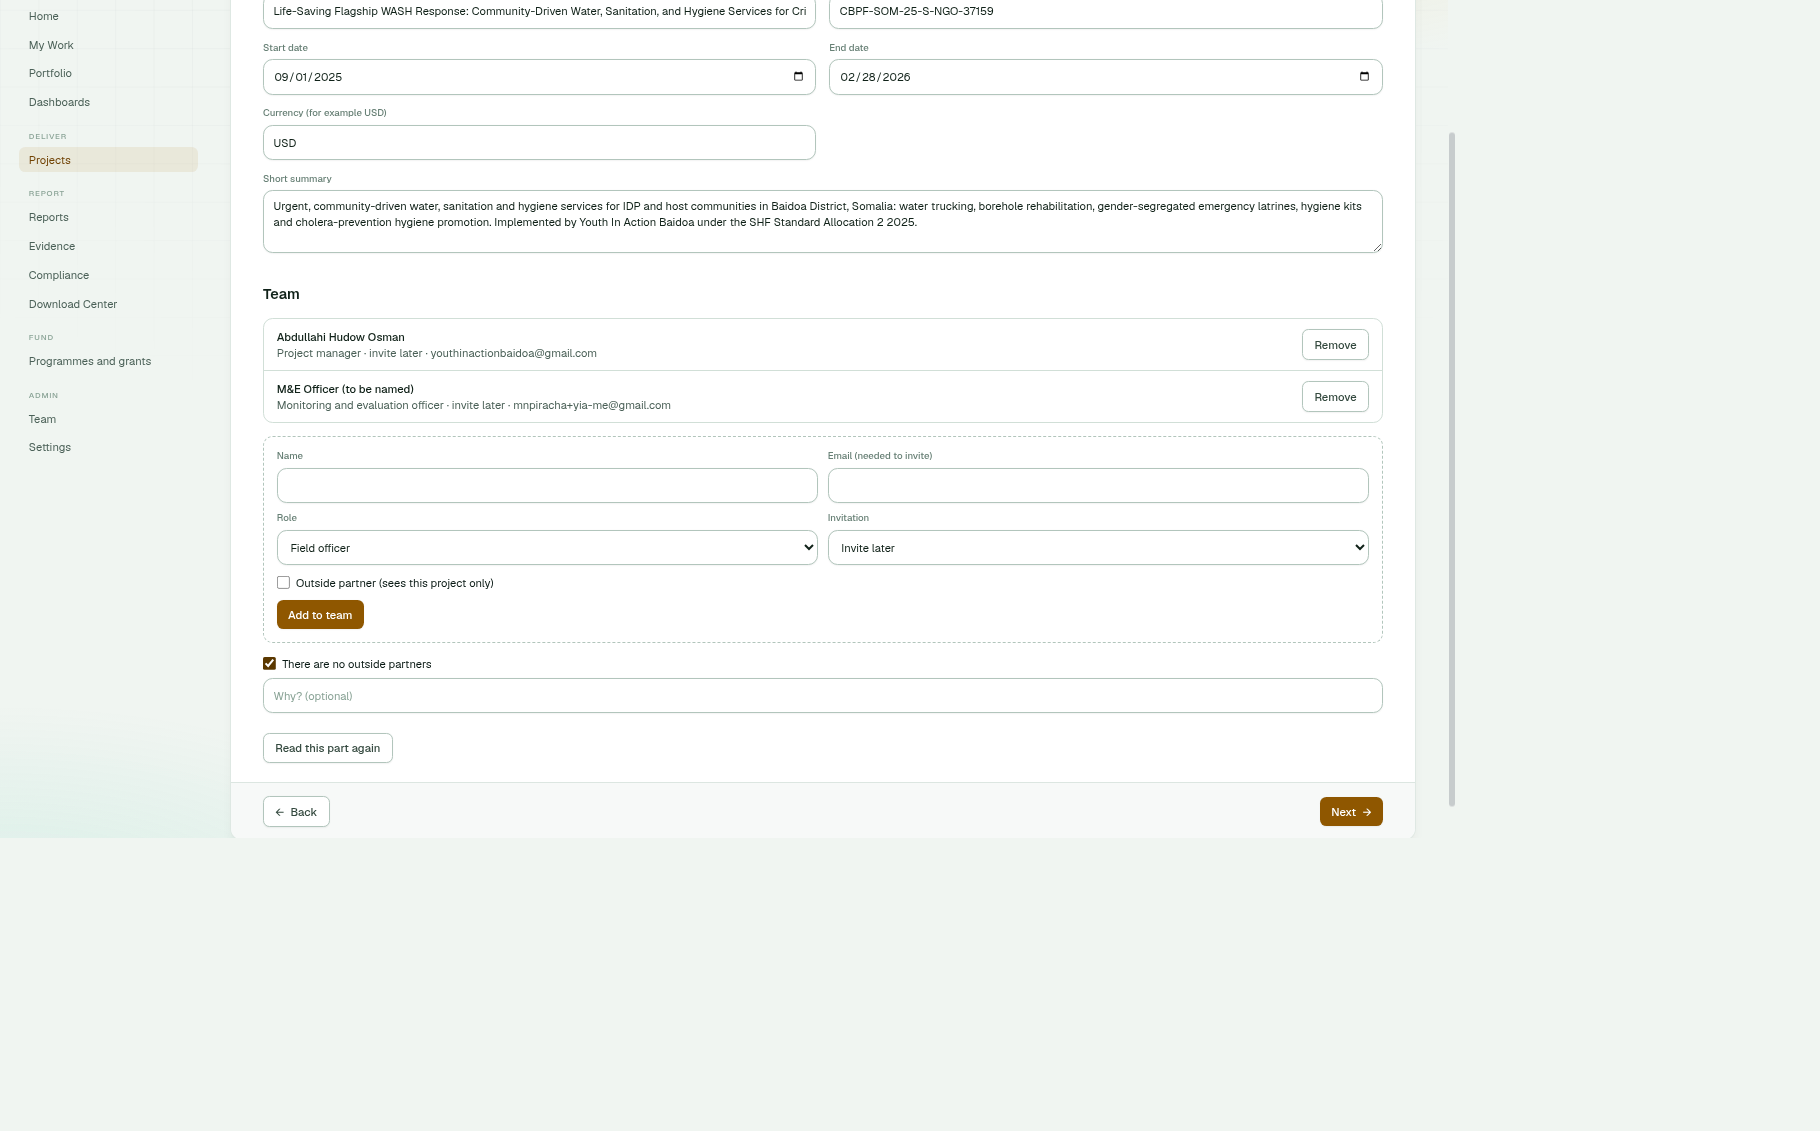 Home
My Work
Portfolio
Dashboards
DELIVER
Projects
REPORT
Reports
Evidence
Compliance
Download Center
FUND
Programmes and grants
ADMIN
Team
Settings
Life-Saving Flagship WASH Response: Community-Driven Water, Sanitation, and Hygiene Services for Cri
CBPF-SOM-25-S-NGO-37159
Start date
End date
09/01/2025
02/28/2026
Currency (for example USD)
USD
Short summary
Urgent, community-driven water, sanitation and hygiene services for IDP and host communities in Baidoa District, Somalia: water trucking, borehole rehabilitation, gender-segregated emergency latrines, hygiene kits
and cholera-prevention hygiene promotion. Implemented by Youth In Action Baidoa under the SHF Standard Allocation 2 2025.
Team
Abdullahi Hudow Osman
Project manager · invite later · youthinactionbaidoa@gmail.com
Remove
M&E Officer (to be named)
Monitoring and evaluation officer · invite later · mnpiracha+yia-me@gmail.com
Remove
Name
Email (needed to invite)
Role
Invitation
Field officer
Invite later
Outside partner (sees this project only)
Add to team
There are no outside partners
Why? (optional)
Read this part again
← Back
Next →